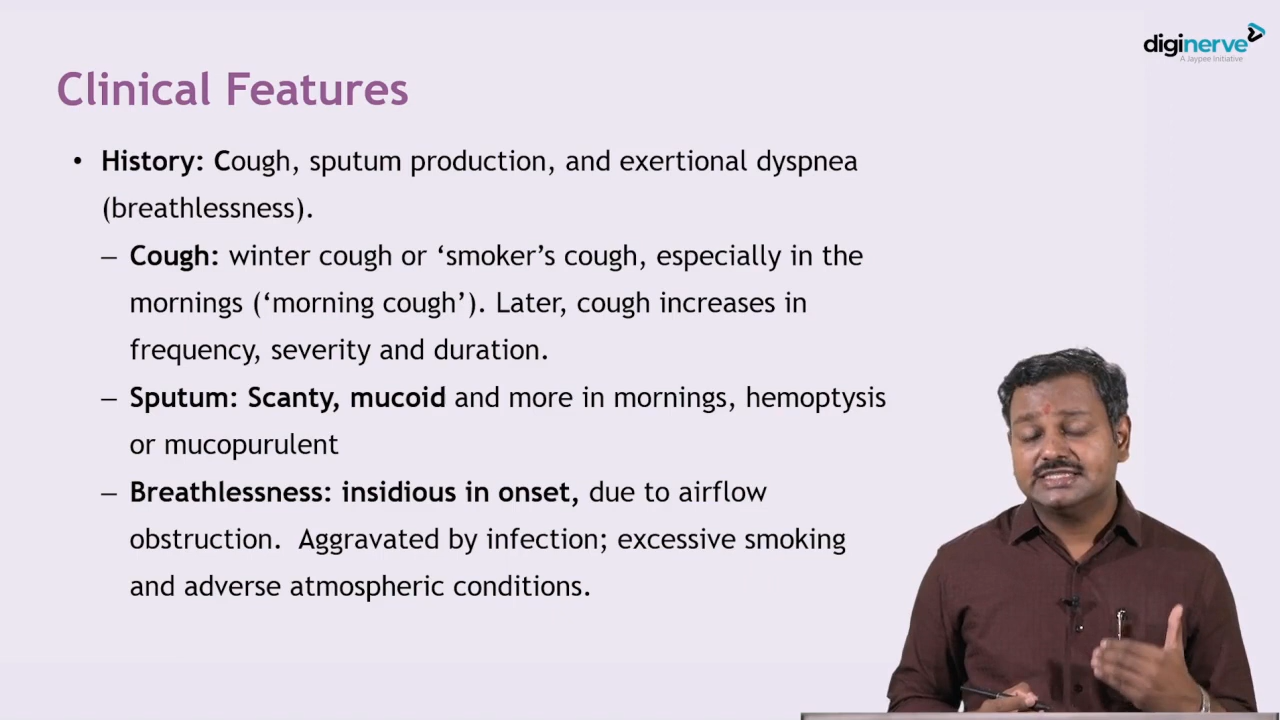 diginerve
A Jaypee Initiative
Clinical Features
• History: Cough, sputum production, and exertional dyspnea
(breathlessness).
– Cough: winter cough or ‘smoker’s cough, especially in the
mornings (‘morning cough’). Later, cough increases in
frequency, severity and duration.
– Sputum: Scanty, mucoid and more in mornings, hemoptysis
or mucopurulent
– Breathlessness: insidious in onset, due to airflow
obstruction.  Aggravated by infection; excessive smoking
and adverse atmospheric conditions.